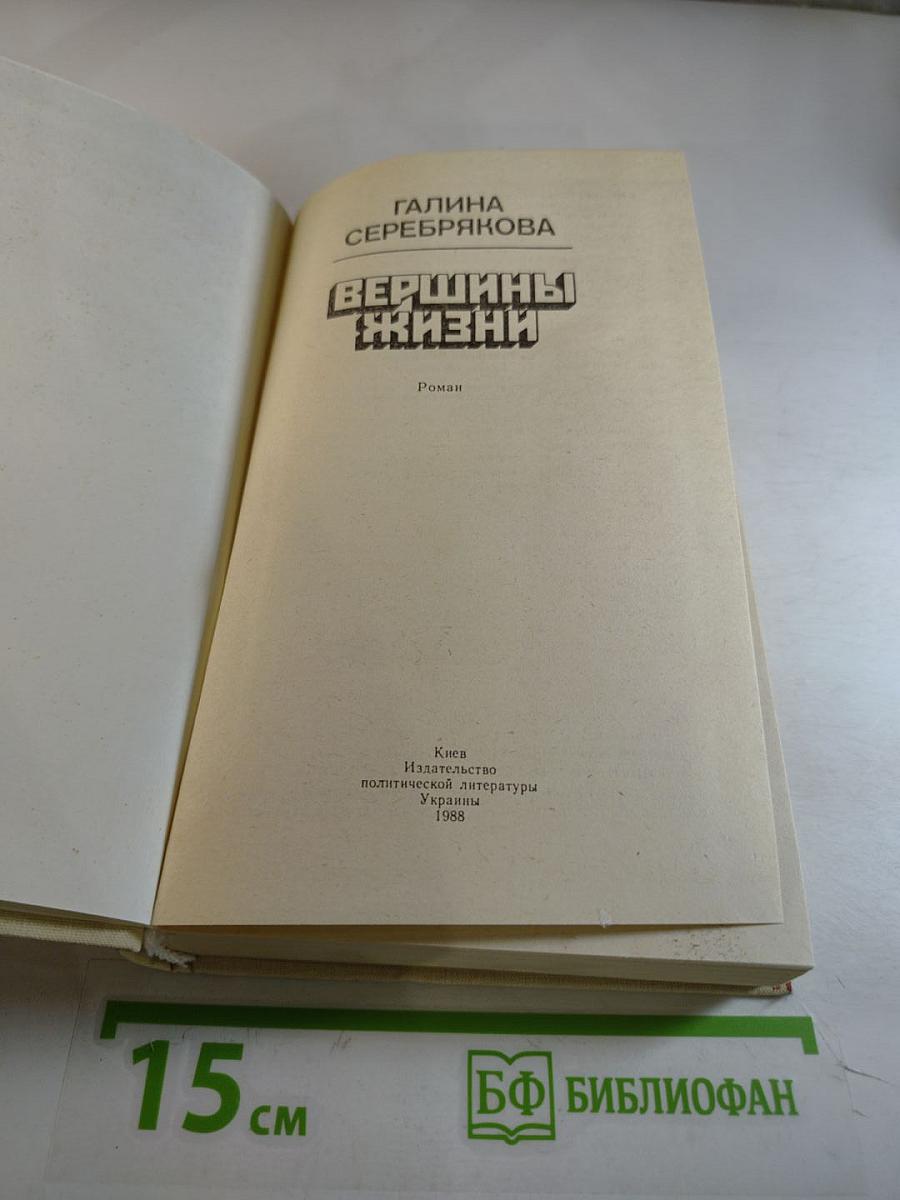 ГАЛИНА
СЕРЕБРЯКОВА
ВЕРШИНЫ
ЖИЗНИ
Роман
Киев
Издательство
политической литературы
Украины
1988
15 см
БФ БИБЛИОФАН